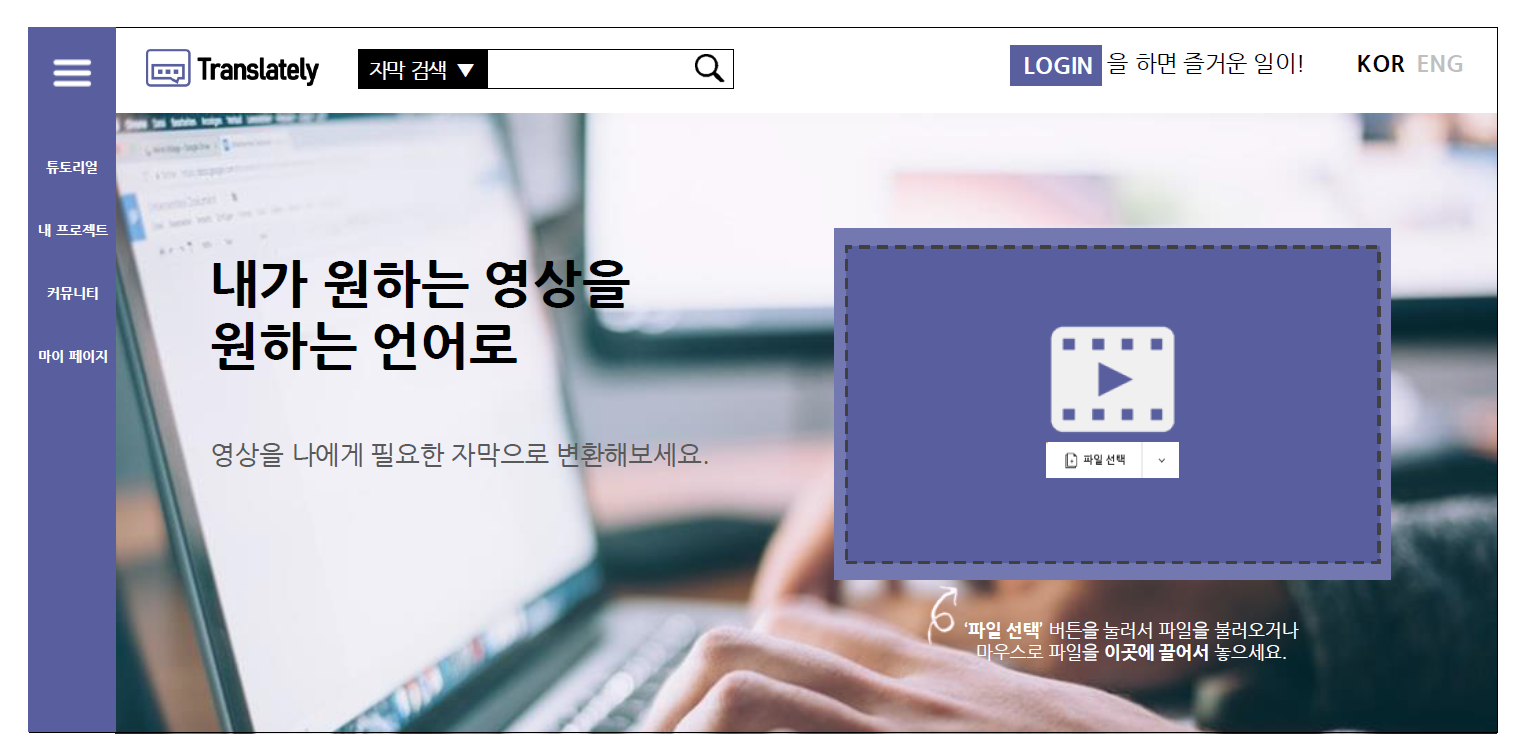 Translately
자막 검색 ▼
LOGIN 을 하면 즐거운 일이!
KOR ENG
튜토리얼
내 프로젝트
커뮤니티
마이 페이지
내가 원하는 영상을
원하는 언어로
영상을 나에게 필요한 자막으로 변환해보세요.
파일 선택
‘파일 선택’ 버튼을 눌러서 파일을 불러오거나
마우스로 파일을 이곳에 끌어서 놓으세요.